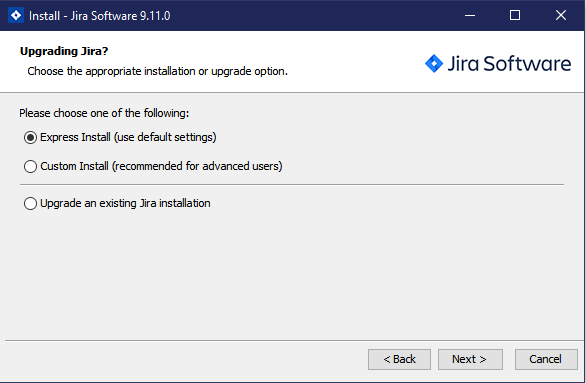 Install - Jira Software 9.11.0
Upgrading Jira?
Choose the appropriate installation or upgrade option.
Jira Software
Please choose one of the following:
Express Install (use default settings)
Custom Install (recommended for advanced users)
Upgrade an existing Jira installation
< Back Next > Cancel